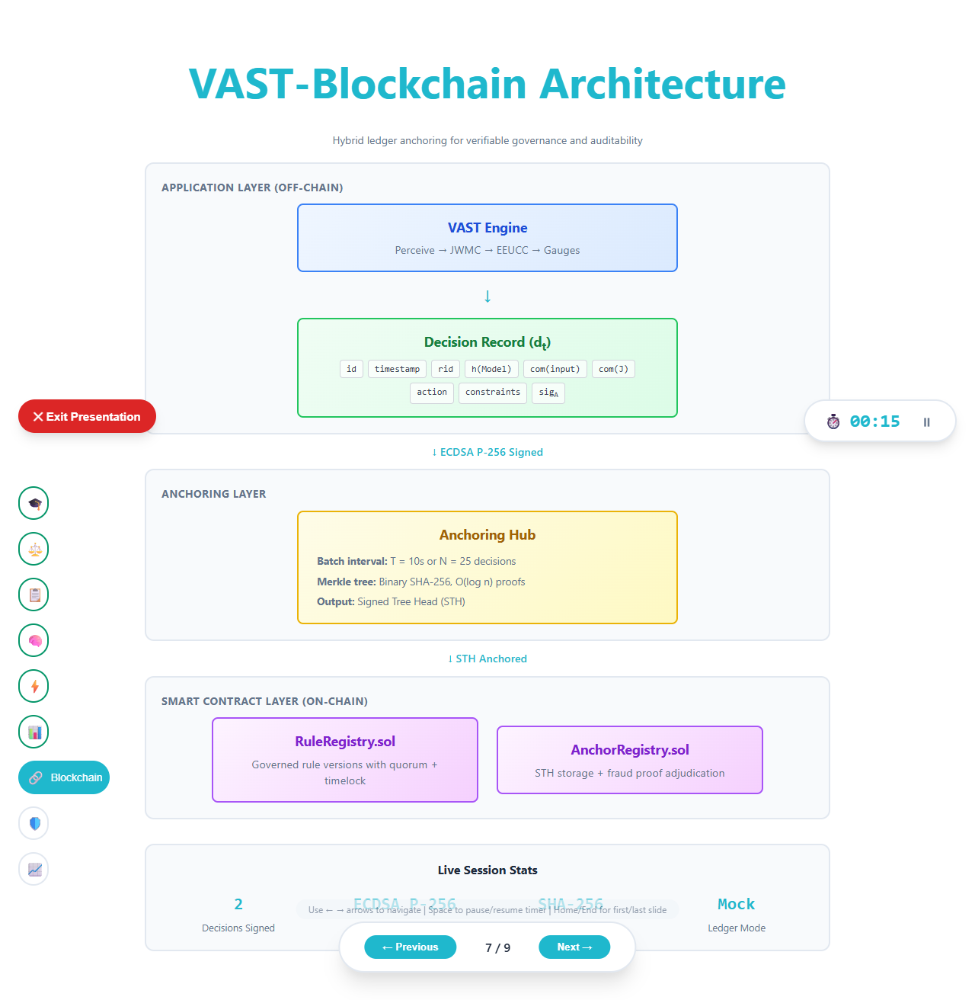 VAST-Blockchain Architecture
Hybrid ledger anchoring for verifiable governance and auditability
APPLICATION LAYER (OFF-CHAIN)
VAST Engine
Perceive → JWMC → EEUCC → Gauges
↓
Decision Record (dt)
id timestamp rid h(Model) com(input) com(J)
action constraints sigA
❌ Exit Presentation
00:15
↓ ECDSA P-256 Signed
ANCHORING LAYER
Anchoring Hub
Batch interval: T = 10s or N = 25 decisions
Merkle tree: Binary SHA-256, O(log n) proofs
Output: Signed Tree Head (STH)
↓ STH Anchored
SMART CONTRACT LAYER (ON-CHAIN)
RuleRegistry.sol
Governed rule versions with quorum +
timelock
AnchorRegistry.sol
STH storage + fraud proof adjudication
Blockchain
Live Session Stats
2 ECDSA P-256 SHA-256 Mock
Use ← → arrows to navigate | Space to pause/resume timer | Home/End for first/last slide
Decisions Signed
Ledger Mode
← Previous 7 / 9 Next →